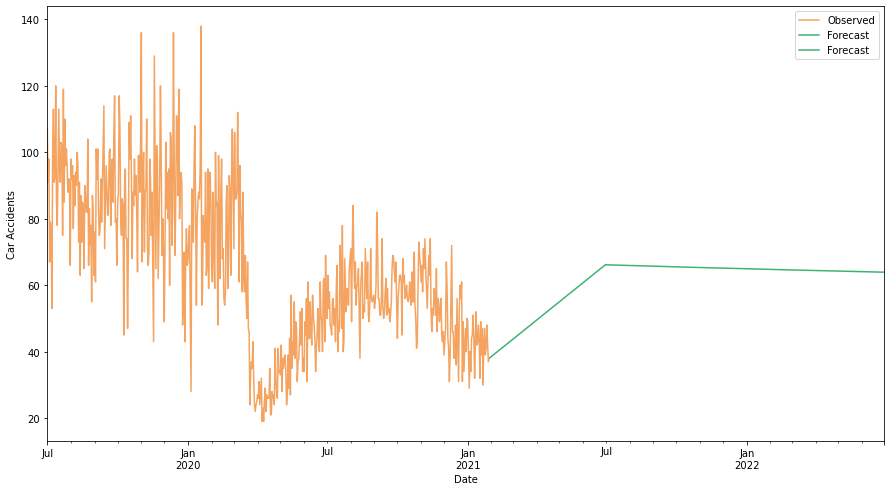 Observed
Forecast
Forecast
140
120
100
80
60
40
20
Car Accidents
Jul
Jan
2020
Jul
Jan
2021
Jul
Jan
2022
Date